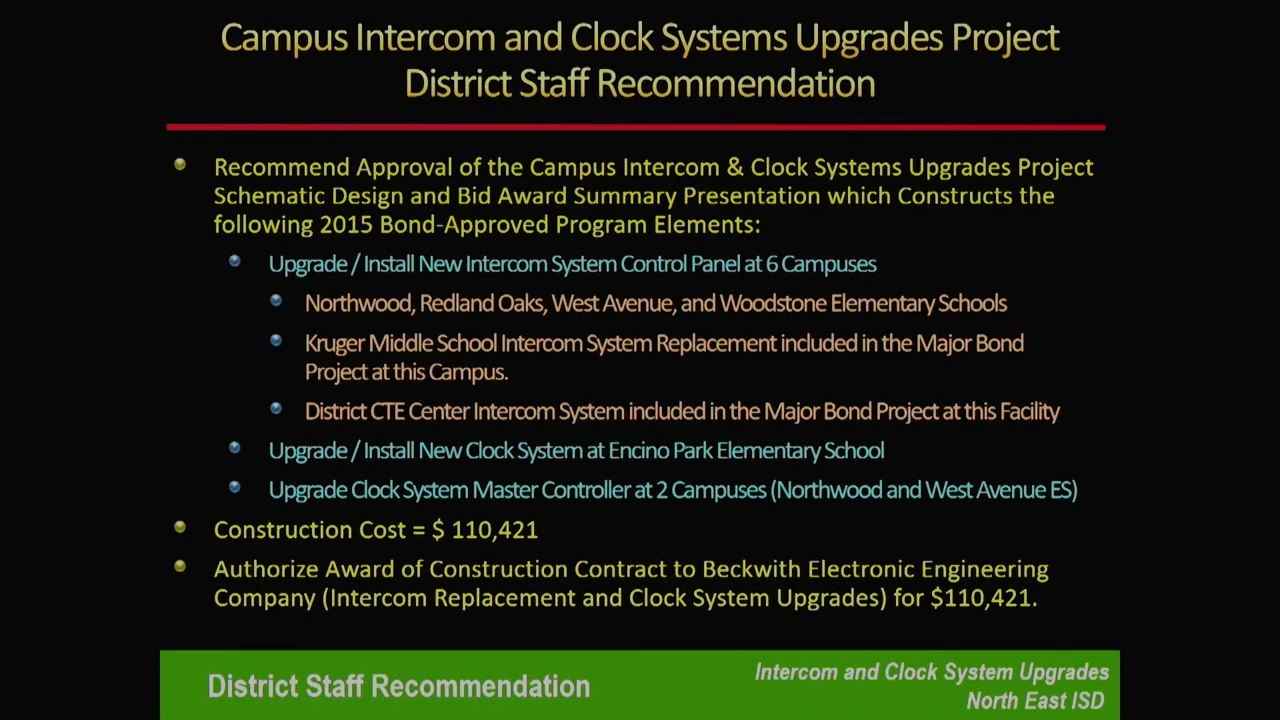 Campus Intercom and Clock Systems Upgrades Project
District Staff Recommendation
Recommend Approval of the Campus Intercom & Clock Systems Upgrades Project
Schematic Design and Bid Award Summary Presentation which Constructs the
following 2015 Bond-Approved Program Elements:
Upgrade / Install New Intercom System Control Panel at 6 Campuses
Northwood, Redland Oaks, West Avenue, and Woodstone Elementary Schools
Kruger Middle School Intercom System Replacement included in the Major Bond
Project at this Campus.
District CTE Center Intercom System included in the Major Bond Project at this Facility
Upgrade / Install New Clock System at Encino Park Elementary School
Upgrade Clock System Master Controller at 2 Campuses (Northwood and West Avenue ES)
Construction Cost = $ 110,421
Authorize Award of Construction Contract to Beckwith Electronic Engineering
Company (Intercom Replacement and Clock System Upgrades) for $110,421.
District Staff Recommendation
Intercom and Clock System Upgrades
North East ISD